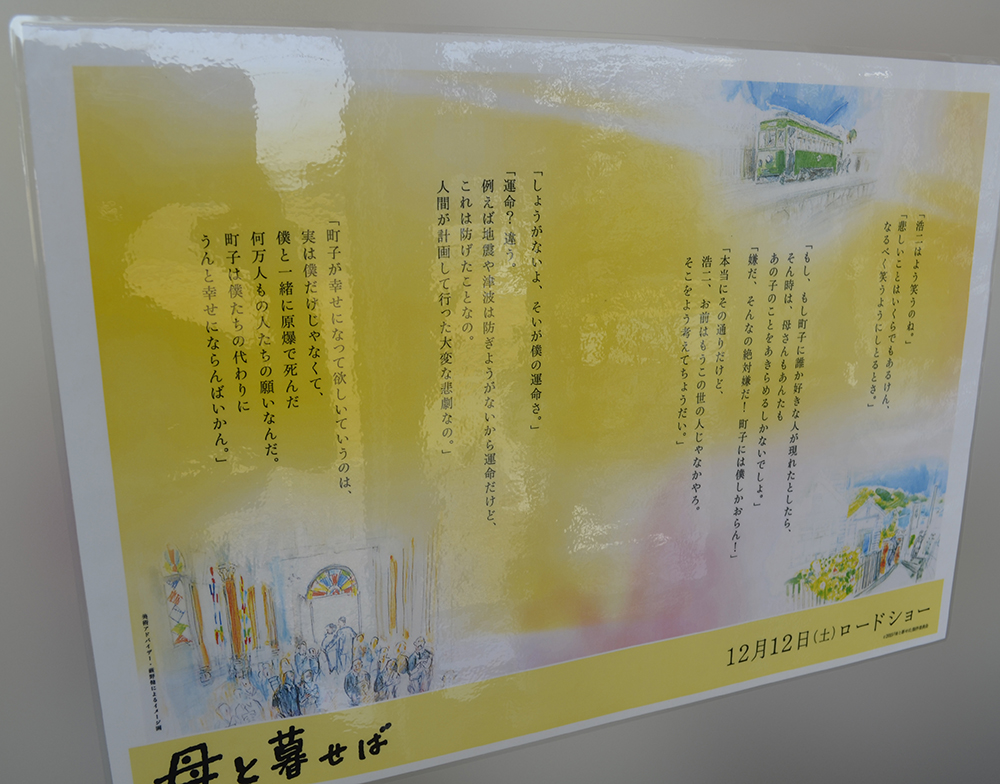 「浩二はよう笑うのね。」
「悲しいことはいくらでもあるけん、
なるべく笑うようにしとるとさ。」
「もし、もし町子に誰か好きな人が現れたとしたら、
そん時は、母さんもあんたも
あの子のことをあきらめるしかないでしょ。」
「嫌だ、そんなの絶対嫌だ!町子には僕しかおらん!」
「本当にその通りだけど、
浩二、お前はもうこの世の人じゃなかやろ。
そこをよう考えてちょうだい。」
「しょうがないよ、そいが僕の運命さ。」
「運命?違う。
例えば地震や津波は防ぎようがないから運命だけど、
これは防げたことなの。
人間が計画して行った大変な悲劇なの。」
「町子が幸せになって欲しいていうのは、
実は僕だけじゃなくて、
僕と一緒に原爆で死んだ
何万人もの人たちの願いなんだ。
町子は僕たちの代わりに
うんと幸せにならんばいかん。」
美術アドバイザー・
によるイメージ画
12月12日(土)ロードショー
母と暮せば